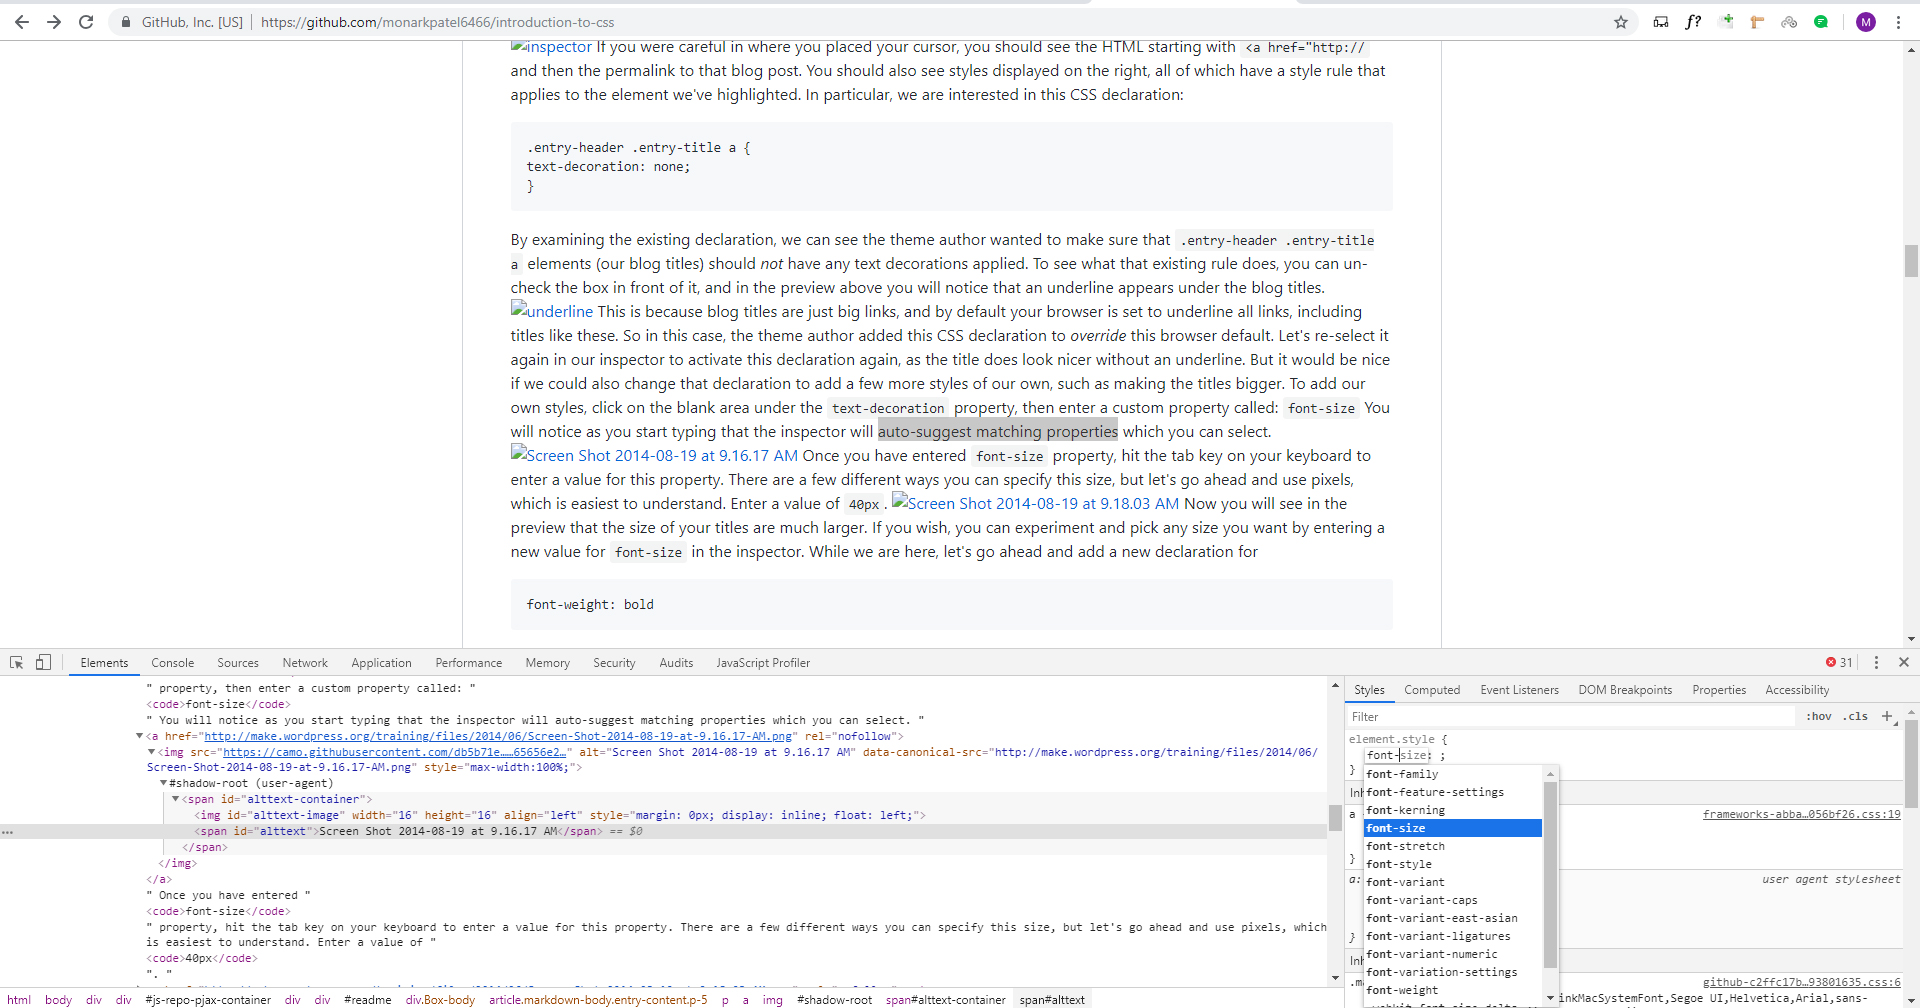 GitHub, Inc. [US]
https://github.com/monarkpatel6466/introduction-to-css
f?
M
inspector If you were careful in where you placed your cursor, you should see the HTML starting with <a href="http://
and then the permalink to that blog post. You should also see styles displayed on the right, all of which have a style rule that
applies to the element we've highlighted. In particular, we are interested in this CSS declaration:
.entry-header .entry-title a {
text-decoration: none;
}
By examining the existing declaration, we can see the theme author wanted to make sure that .entry-header .entry-title
a elements (our blog titles) should not have any text decorations applied. To see what that existing rule does, you can un-
check the box in front of it, and in the preview above you will notice that an underline appears under the blog titles.
underline This is because blog titles are just big links, and by default your browser is set to underline all links, including
titles like these. So in this case, the theme author added this CSS declaration to override this browser default. Let's re-select it
again in our inspector to activate this declaration again, as the title does look nicer without an underline. But it would be nice
if we could also change that declaration to add a few more styles of our own, such as making the titles bigger. To add our
own styles, click on the blank area under the text-decoration property, then enter a custom property called: font-size You
will notice as you start typing that the inspector will auto-suggest matching properties which you can select.
Screen Shot 2014-08-19 at 9.16.17 AM Once you have entered font-size property, hit the tab key on your keyboard to
enter a value for this property. There are a few different ways you can specify this size, but let's go ahead and use pixels,
which is easiest to understand. Enter a value of 40px . Screen Shot 2014-08-19 at 9.18.03 AM Now you will see in the
preview that the size of your titles are much larger. If you wish, you can experiment and pick any size you want by entering a
new value for font-size in the inspector. While we are here, let's go ahead and add a new declaration for
font-weight: bold
Elements Console Sources Network Application Performance Memory Security Audits JavaScript Profiler
31
" property, then enter a custom property called: "
<code>font-size</code>
" You will notice as you start typing that the inspector will auto-suggest matching properties which you can select. "
<a href="http://make.wordpress.org/training/files/2014/06/Screen-Shot-2014-08-19-at-9.16.17-AM.png" rel="nofollow">
<img src="https://camo.githubusercontent.com/db5b71e……65656e2…" alt="Screen Shot 2014-08-19 at 9.16.17 AM" data-canonical-src="http://make.wordpress.org/training/files/2014/06/
Screen-Shot-2014-08-19-at-9.16.17-AM.png" style="max-width:100%;">
#shadow-root (user-agent)
<span id="alttext-container">
<img id="alttext-image" width="16" height="16" align="left" style="margin: 0px; display: inline; float: left;">
... <span id="alttext">Screen Shot 2014-08-19 at 9.16.17 AM</span> == $0
</span>
</img>
</a>
" Once you have entered "
<code>font-size</code>
" property, hit the tab key on your keyboard to enter a value for this property. There are a few different ways you can specify this size, but let's go ahead and use pixels, which
is easiest to understand. Enter a value of "
<code>40px</code>
". "
html body div div #js-repo-pjax-container div div #readme div.Box-body article.markdown-body.entry-content.p-5 p a img #shadow-root span#alttext-container span#alttext
Styles Computed Event Listeners DOM Breakpoints Properties Accessibility
Filter
:hov .cls +
element.style {
font-size: ;
}
font-family
font-feature-settings
font-kerning
font-size
font-stretch
font-style
font-variant
font-variant-caps
font-variant-east-asian
font-variant-ligatures
font-variant-numeric
font-variation-settings
font-weight
Inh
a
frameworks-abba…056bf26.css:19
}
a:
user agent stylesheet
}
Inh
.m
github-c2ffc17b…93801635.css:6
inkMacSystemFont,Segoe UI,Helvetica,Arial,sans-